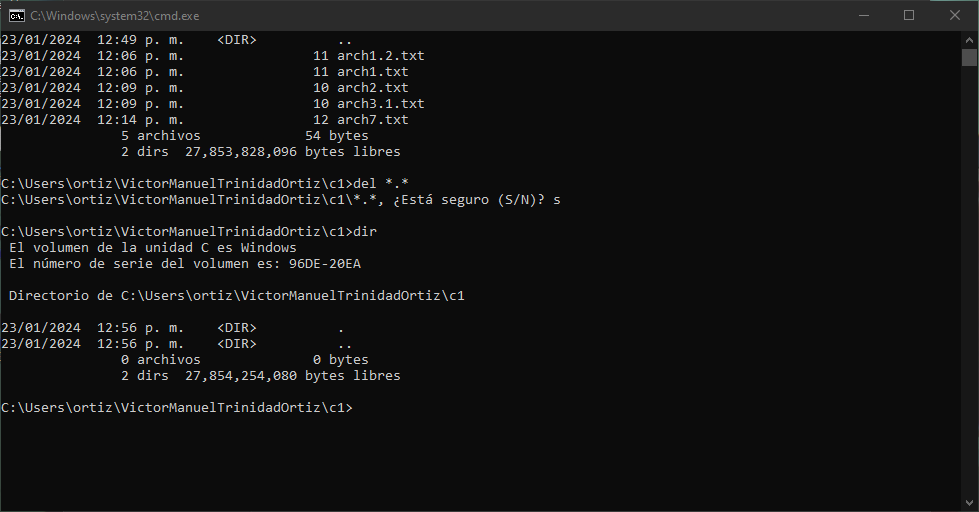 C:\Windows\system32\cmd.exe
23/01/2024  12:49 p. m.    <DIR>          ..
23/01/2024  12:06 p. m.                11 arch1.2.txt
23/01/2024  12:06 p. m.                11 arch1.txt
23/01/2024  12:09 p. m.                10 arch2.txt
23/01/2024  12:09 p. m.                10 arch3.1.txt
23/01/2024  12:14 p. m.                12 arch7.txt
               5 archivos             54 bytes
               2 dirs  27,853,828,096 bytes libres
C:\Users\ortiz\VictorManuelTrinidadOrtiz\c1>del *.*
C:\Users\ortiz\VictorManuelTrinidadOrtiz\c1\*.*, ¿Está seguro (S/N)? s
C:\Users\ortiz\VictorManuelTrinidadOrtiz\c1>dir
 El volumen de la unidad C es Windows
 El número de serie del volumen es: 96DE-20EA
 Directorio de C:\Users\ortiz\VictorManuelTrinidadOrtiz\c1
23/01/2024  12:56 p. m.    <DIR>          .
23/01/2024  12:56 p. m.    <DIR>          ..
               0 archivos              0 bytes
               2 dirs  27,854,254,080 bytes libres
C:\Users\ortiz\VictorManuelTrinidadOrtiz\c1>